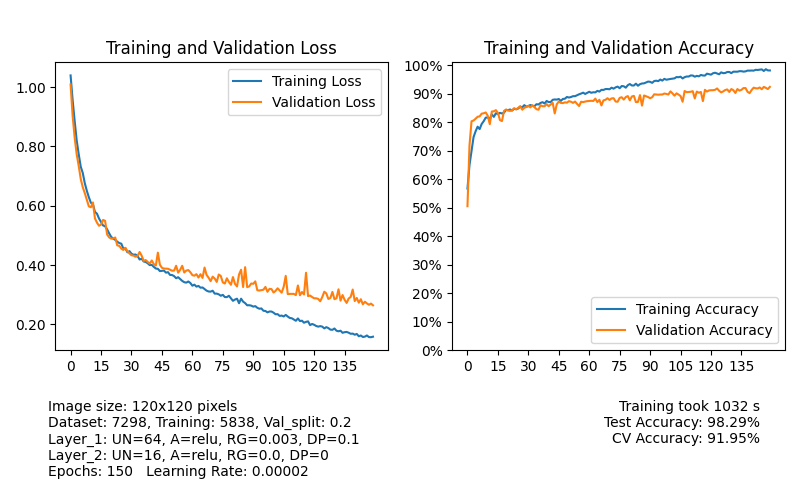 Training and Validation Loss
1.00
0.80
0.60
0.40
0.20
0 15 30 45 60 75 90 105 120 135
Training Loss
Validation Loss
Training and Validation Accuracy
100%
90%
80%
70%
60%
50%
40%
30%
20%
10%
0%
0 15 30 45 60 75 90 105 120 135
Training Accuracy
Validation Accuracy
Image size: 120x120 pixels
Dataset: 7298, Training: 5838, Val_split: 0.2
Layer_1: UN=64, A=relu, RG=0.003, DP=0.1
Layer_2: UN=16, A=relu, RG=0.0, DP=0
Epochs: 150   Learning Rate: 0.00002
Training took 1032 s
Test Accuracy: 98.29%
CV Accuracy: 91.95%